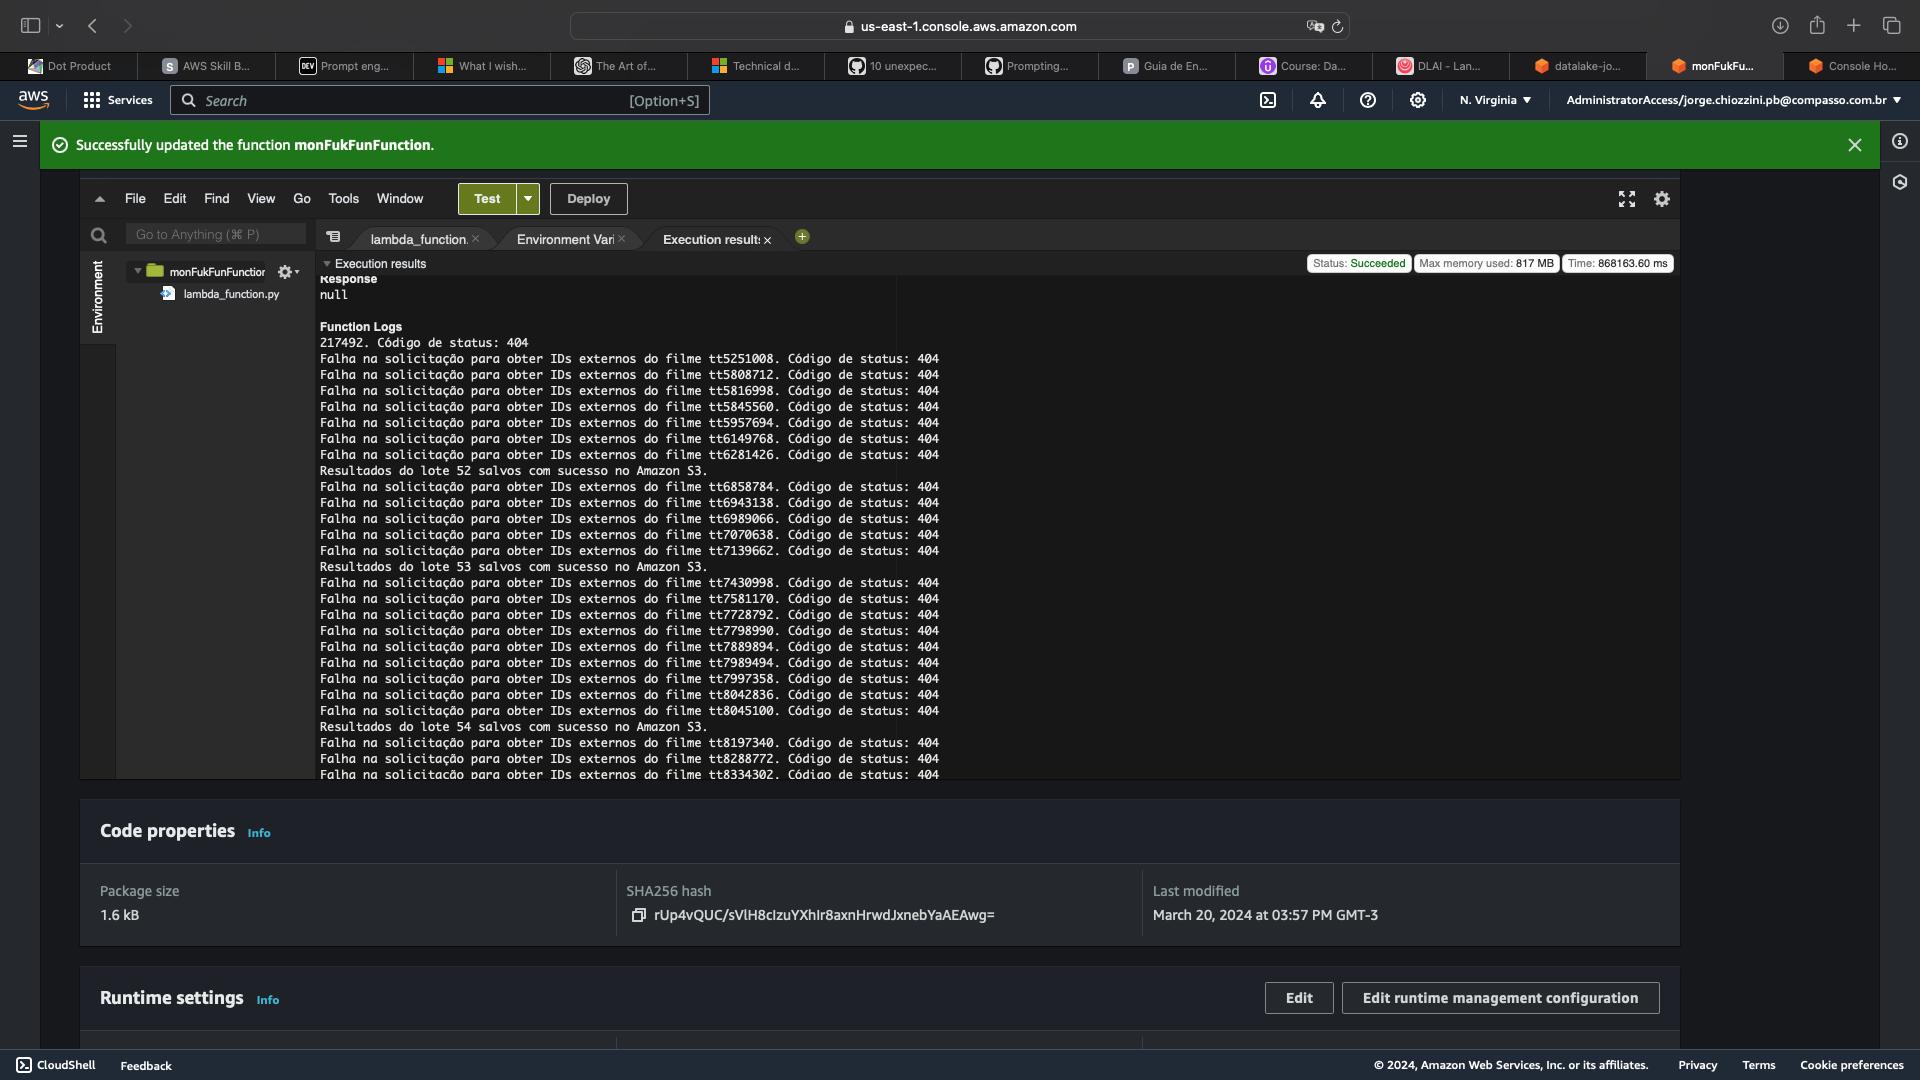 us-east-1.console.aws.amazon.com
Dot Product
S AWS Skill B...
DEV Prompt eng...
What I wish...
The Art of...
Technical d...
10 unexpec...
Prompting...
P Guia de En...
Course: Da...
DLAI - Lan...
datalake-jo...
monFukFu...
Console Ho...
aws Services Search [Option+S] N. Virginia AdministratorAccess/jorge.chiozzini.pb@compasso.com.br
Successfully updated the function monFukFunFunction.
File Edit Find View Go Tools Window Test Deploy
Go to Anything (⌘ P)
lambda_function. Environment Vari Execution results
Environment
monFukFunFunction
lambda_function.py
Execution results
Status: Succeeded Max memory used: 817 MB Time: 868163.60 ms
Response
null
Function Logs
217492. Código de status: 404
Falha na solicitação para obter IDs externos do filme tt5251008. Código de status: 404
Falha na solicitação para obter IDs externos do filme tt5808712. Código de status: 404
Falha na solicitação para obter IDs externos do filme tt5816998. Código de status: 404
Falha na solicitação para obter IDs externos do filme tt5845560. Código de status: 404
Falha na solicitação para obter IDs externos do filme tt5957694. Código de status: 404
Falha na solicitação para obter IDs externos do filme tt6149768. Código de status: 404
Falha na solicitação para obter IDs externos do filme tt6281426. Código de status: 404
Resultados do lote 52 salvos com sucesso no Amazon S3.
Falha na solicitação para obter IDs externos do filme tt6858784. Código de status: 404
Falha na solicitação para obter IDs externos do filme tt6943138. Código de status: 404
Falha na solicitação para obter IDs externos do filme tt6989066. Código de status: 404
Falha na solicitação para obter IDs externos do filme tt7070638. Código de status: 404
Falha na solicitação para obter IDs externos do filme tt7139662. Código de status: 404
Resultados do lote 53 salvos com sucesso no Amazon S3.
Falha na solicitação para obter IDs externos do filme tt7430998. Código de status: 404
Falha na solicitação para obter IDs externos do filme tt7581170. Código de status: 404
Falha na solicitação para obter IDs externos do filme tt7728792. Código de status: 404
Falha na solicitação para obter IDs externos do filme tt7798990. Código de status: 404
Falha na solicitação para obter IDs externos do filme tt7889894. Código de status: 404
Falha na solicitação para obter IDs externos do filme tt7989494. Código de status: 404
Falha na solicitação para obter IDs externos do filme tt7997358. Código de status: 404
Falha na solicitação para obter IDs externos do filme tt8042836. Código de status: 404
Falha na solicitação para obter IDs externos do filme tt8045100. Código de status: 404
Resultados do lote 54 salvos com sucesso no Amazon S3.
Falha na solicitação para obter IDs externos do filme tt8197340. Código de status: 404
Falha na solicitação para obter IDs externos do filme tt8288772. Código de status: 404
Falha na solicitação para obter IDs externos do filme tt8334302. Código de status: 404
Code properties Info
Package size
1.6 kB
SHA256 hash
rUp4vQUC/sVlH8cIzuYXhIr8axnHrwdJxnebYaAEAwg=
Last modified
March 20, 2024 at 03:57 PM GMT-3
Runtime settings Info
Edit
Edit runtime management configuration
CloudShell Feedback
© 2024, Amazon Web Services, Inc. or its affiliates. Privacy Terms Cookie preferences